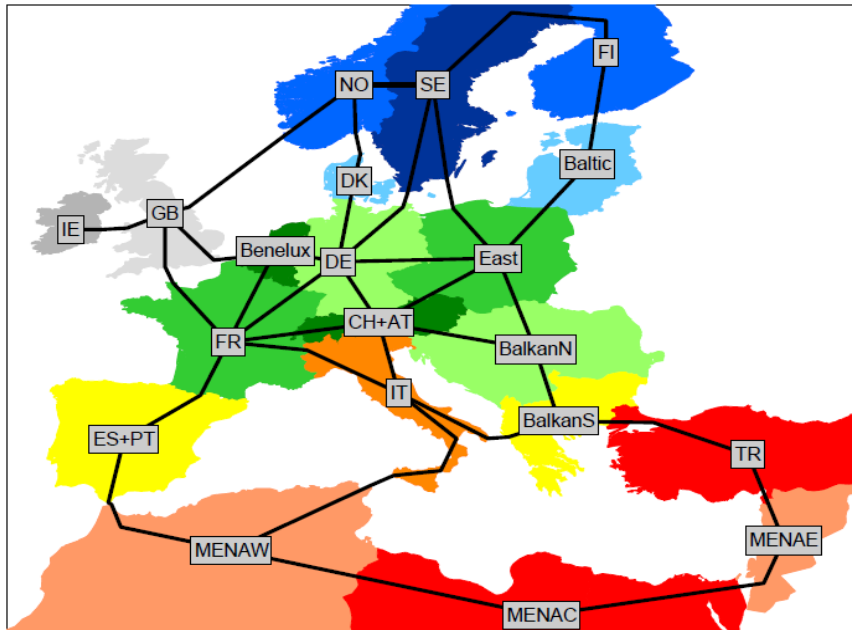 FI
NO
SE
Baltic
DK
GB
IE
Benelux
DE
East
CH+AT
FR
BalkanN
IT
BalkanS
ES+PT
TR
MENAW
MENAE
MENAC